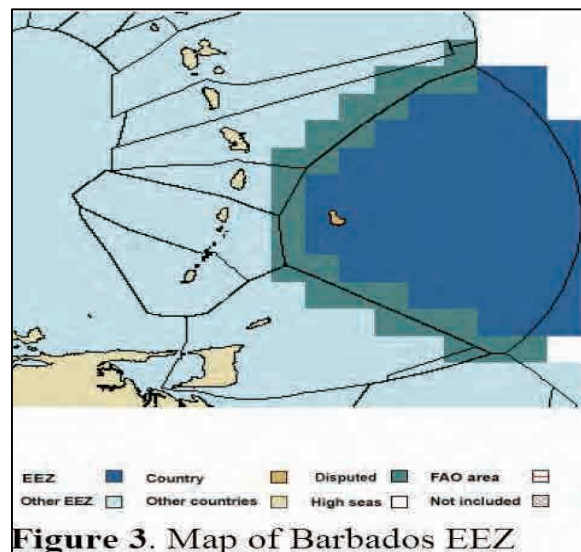 EEZ Country Disputed FAO area
Other EEZ Other countries High seas Not included
Figure 3. Map of Barbados EEZ